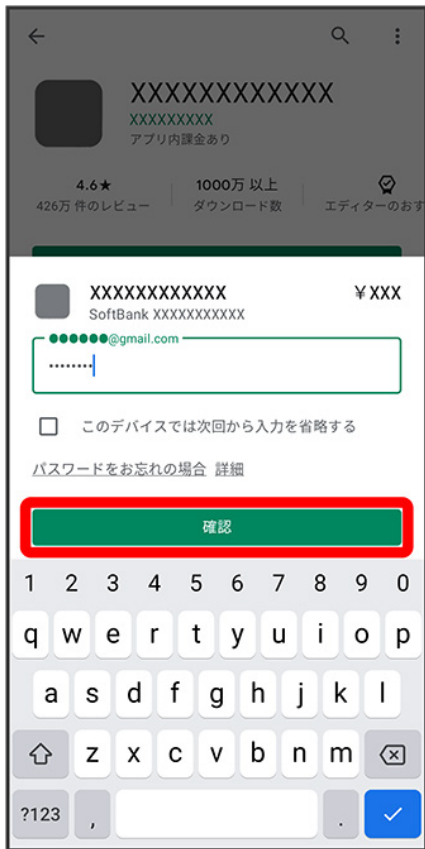 XXXXXXXXXXXX
XXXXXXXXX
アプリ内課金あり
4.6★ 1000万 以上
426万 件のレビュー ダウンロード数 エディターのおす
XXXXXXXXXXXX ¥XXX
SoftBank XXXXXXXXXXX
●●●●●●@gmail.com
••••••••
このデバイスでは次回から入力を省略する
パスワードをお忘れの場合 詳細
確認
1 2 3 4 5 6 7 8 9 0
q w e r t y u i o p
a s d f g h j k l
z x c v b n m
?123 , .